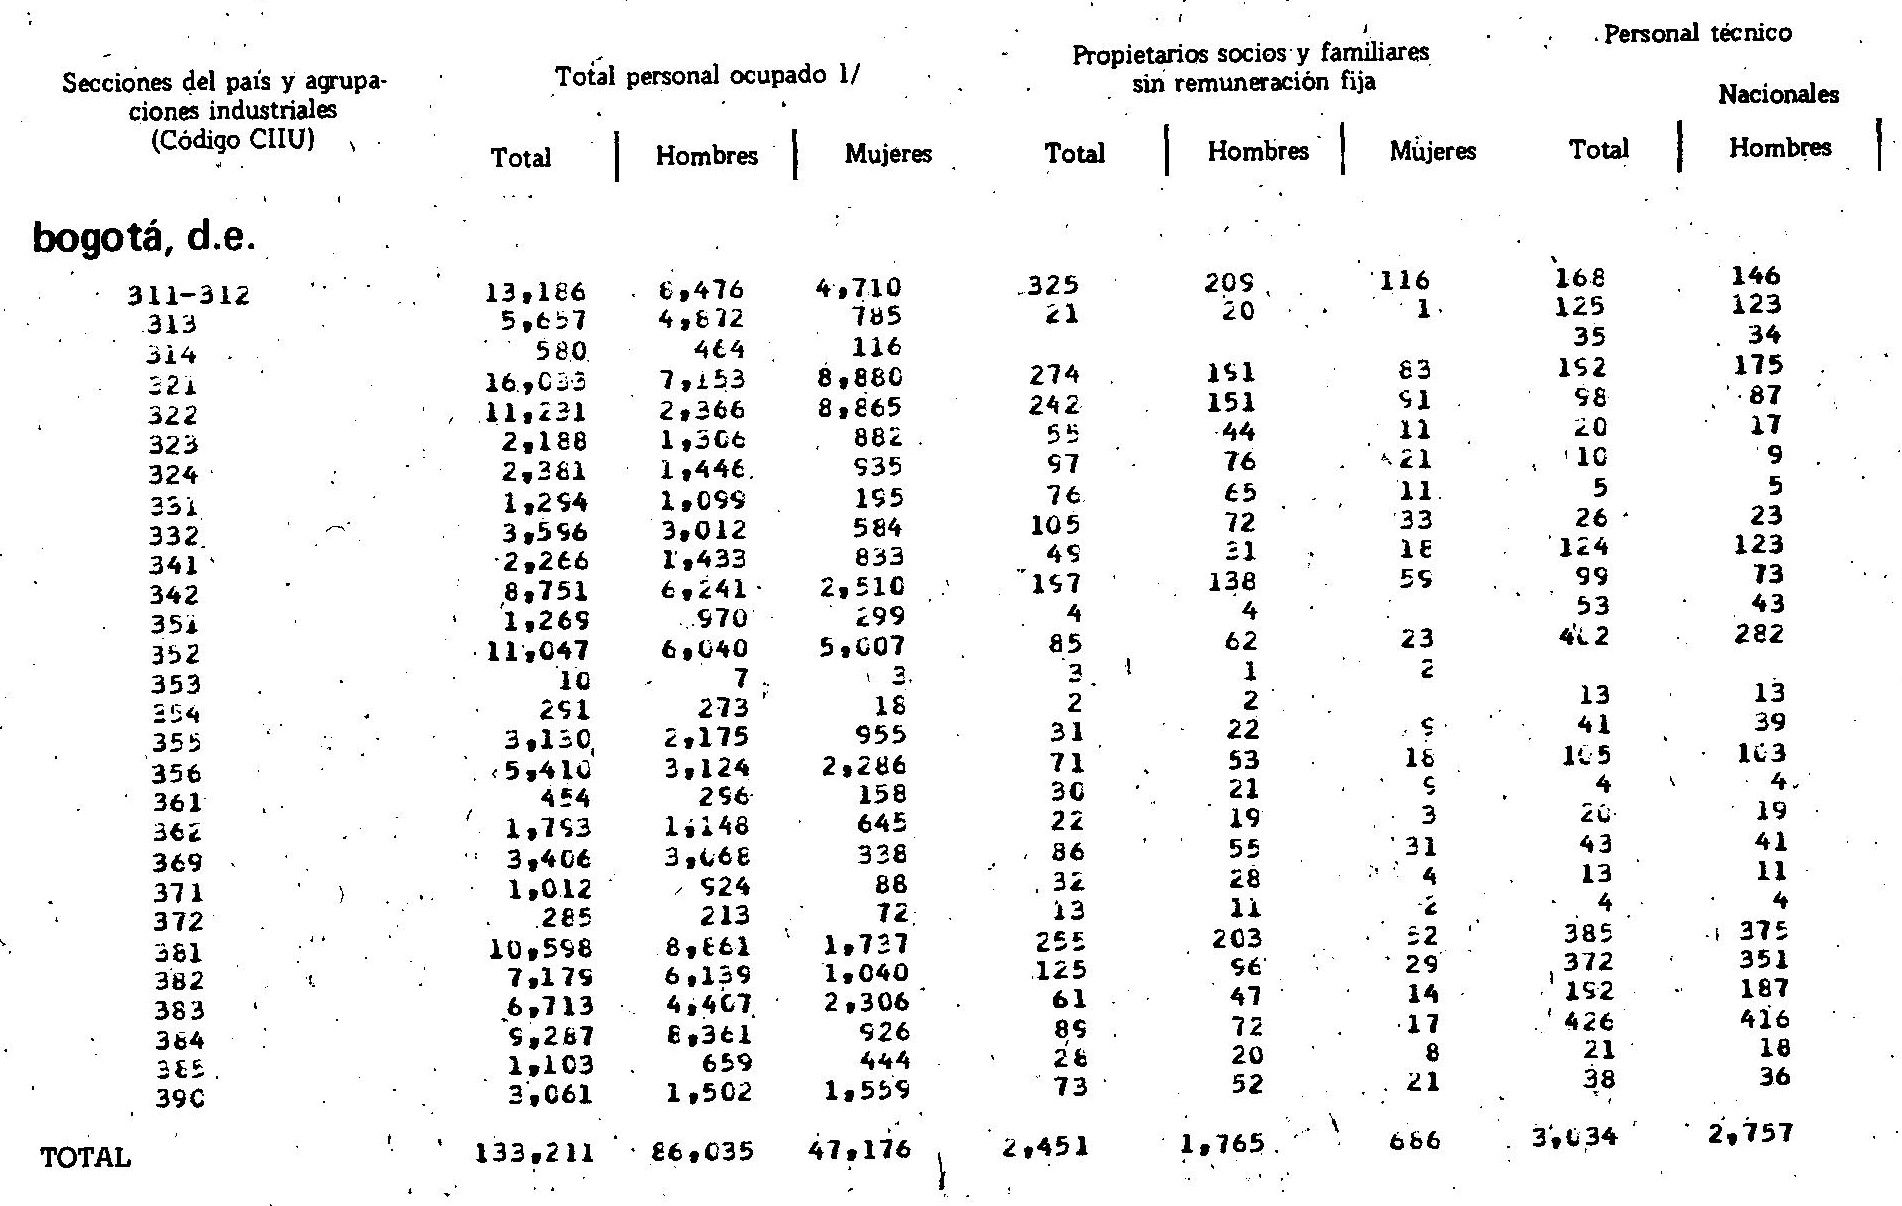 Secciones del país y agrupa-
ciones industriales
(Código CIIU)
Total personal ocupado 1/
Propietarios socios y familiares
sin remuneración fija
Personal técnico
Nacionales
Total Hombres Mujeres Total Hombres Mujeres Total Hombres
bogotá, d.e.
311-312 13,186 8,476 4,710 325 209 116 168 146
313 5,657 4,872 785 21 20 1 125 123
314 580 464 116 35 34
321 16,033 7,153 8,880 274 191 83 192 175
322 11,231 2,366 8,865 242 151 91 98 87
323 2,188 1,306 882 55 44 11 20 17
324 2,381 1,446 935 97 76 21 10 9
331 1,294 1,099 195 76 65 11 5 5
332 3,596 3,012 584 105 72 33 26 23
341 2,266 1,433 833 49 31 18 124 123
342 8,751 6,241 2,510 197 138 59 99 73
351 1,269 970 299 4 4 53 43
352 11,047 6,040 5,007 85 62 23 402 282
353 10 7 3 3 1 2
354 291 273 18 2 2 13 13
355 3,130 2,175 955 31 22 9 41 39
356 5,410 3,124 2,286 71 53 18 105 103
361 454 296 158 30 21 9 4 4
362 1,793 1,148 645 22 19 3 20 19
369 3,406 3,068 338 86 55 31 43 41
371 1,012 924 88 32 28 4 13 11
372 285 213 72 13 11 2 4 4
381 10,598 8,861 1,737 255 203 52 385 375
382 7,179 6,139 1,040 125 96 29 372 351
383 6,713 4,407 2,306 61 47 14 192 187
384 9,287 8,361 926 89 72 17 426 416
385 1,103 659 444 28 20 8 21 18
390 3,061 1,502 1,559 73 52 21 38 36
TOTAL 133,211 86,035 47,176 2,451 1,765 686 3,034 2,757